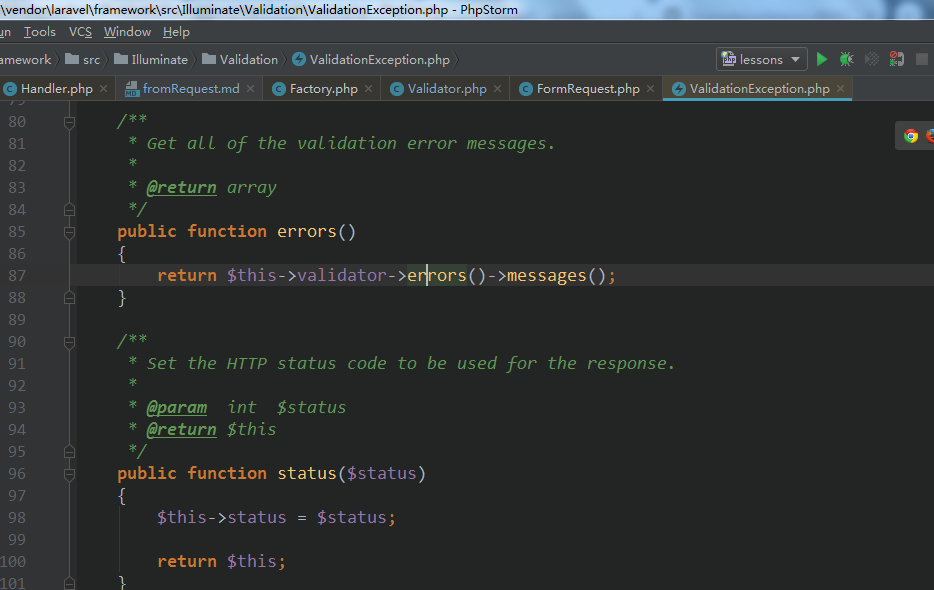 \vendor\laravel\framework\src\Illuminate\Validation\ValidationException.php - PhpStorm
un Tools VCS Window Help
amework src Illuminate Validation ValidationException.php lessons
Handler.php fromRequest.md Factory.php Validator.php FormRequest.php ValidationException.php
79
80 /**
81 * Get all of the validation error messages.
82 *
83 * @return array
84 */
85 public function errors()
86 {
87 return $this->validator->errors()->messages();
88 }
89
90 /**
91 * Set the HTTP status code to be used for the response.
92 *
93 * @param  int  $status
94 * @return $this
95 */
96 public function status($status)
97 {
98 $this->status = $status;
99
100 return $this;
101 }